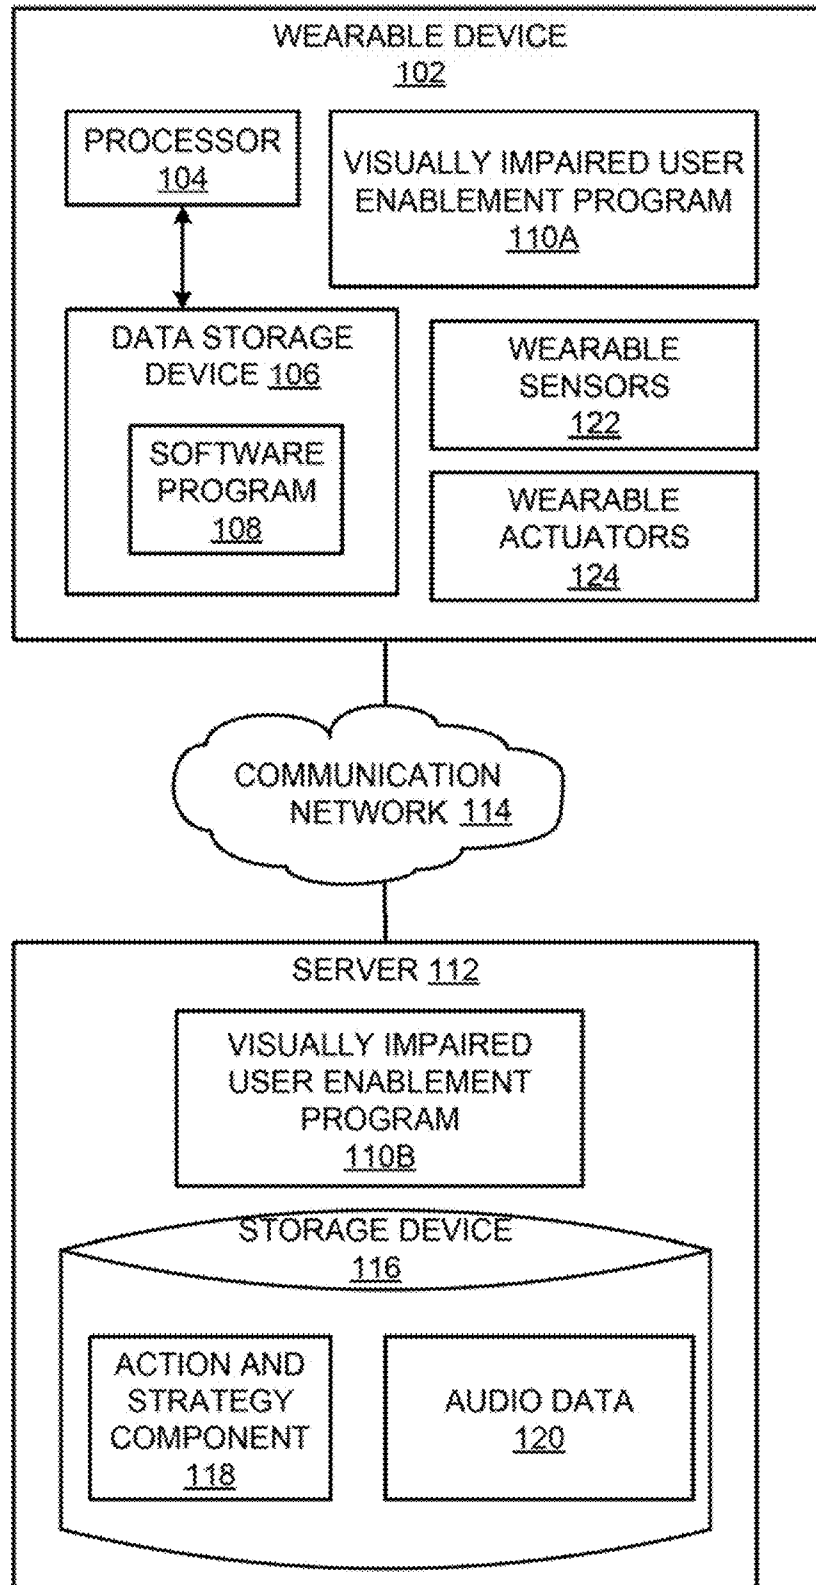 WEARABLE DEVICE
102
PROCESSOR
104
VISUALLY IMPAIRED USER
ENABLEMENT PROGRAM
110A
DATA STORAGE
DEVICE 106
SOFTWARE
PROGRAM
108
WEARABLE
SENSORS
122
WEARABLE
ACTUATORS
124
COMMUNICATION
NETWORK 114
SERVER 112
VISUALLY IMPAIRED
USER ENABLEMENT
PROGRAM
110B
STORAGE DEVICE
116
ACTION AND
STRATEGY
COMPONENT
118
AUDIO DATA
120